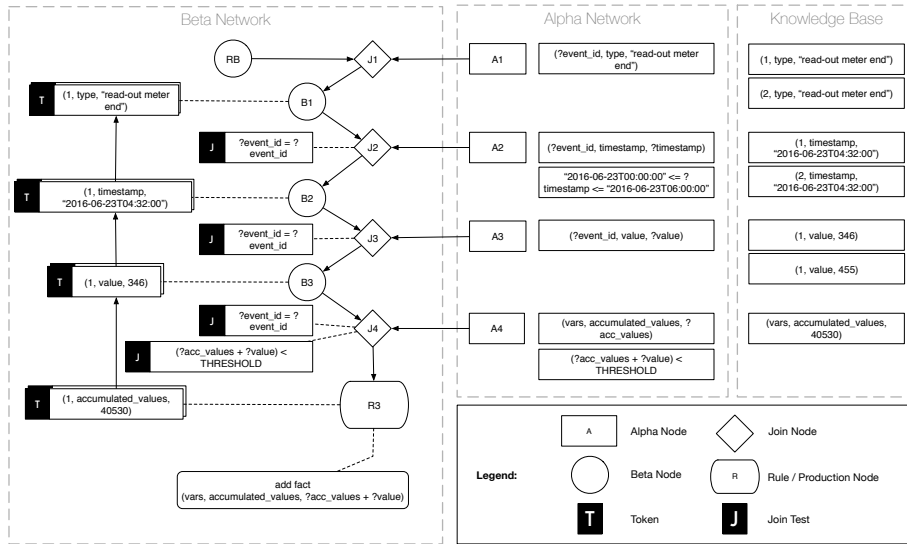 Beta Network
Alpha Network
Knowledge Base
RB
J1
A1
(?event_id, type, “read-out meter
end”)
(1, type, “read-out meter end”)
(2, type, “read-out meter end”)
T
(1, type, “read-out meter
end”)
B1
J
?event_id = ?
event_id
J2
A2
(?event_id, timestamp, ?timestamp)
“2016-06-23T00:00:00” <= ?
timestamp <= “2016-06-23T06:00:00”
(1, timestamp,
“2016-06-23T04:32:00”)
(2, timestamp,
“2016-06-23T04:32:00”)
T
(1, timestamp,
“2016-06-23T04:32:00”)
B2
J
?event_id = ?
event_id
J3
A3
(?event_id, value, ?value)
(1, value, 346)
(1, value, 455)
T
(1, value, 346)
B3
J
?event_id = ?
event_id
J4
A4
(vars, accumulated_values, ?
acc_values)
(?acc_values + ?value) <
THRESHOLD
(vars, accumulated_values,
40530)
J
(?acc_values + ?value) <
THRESHOLD
T
(1, accumulated_values,
40530)
R3
add fact
(vars, accumulated_values, ?acc_values + ?value)
Legend:
A
Alpha Node
Join Node
Beta Node
R
Rule / Production Node
T
Token
J
Join Test